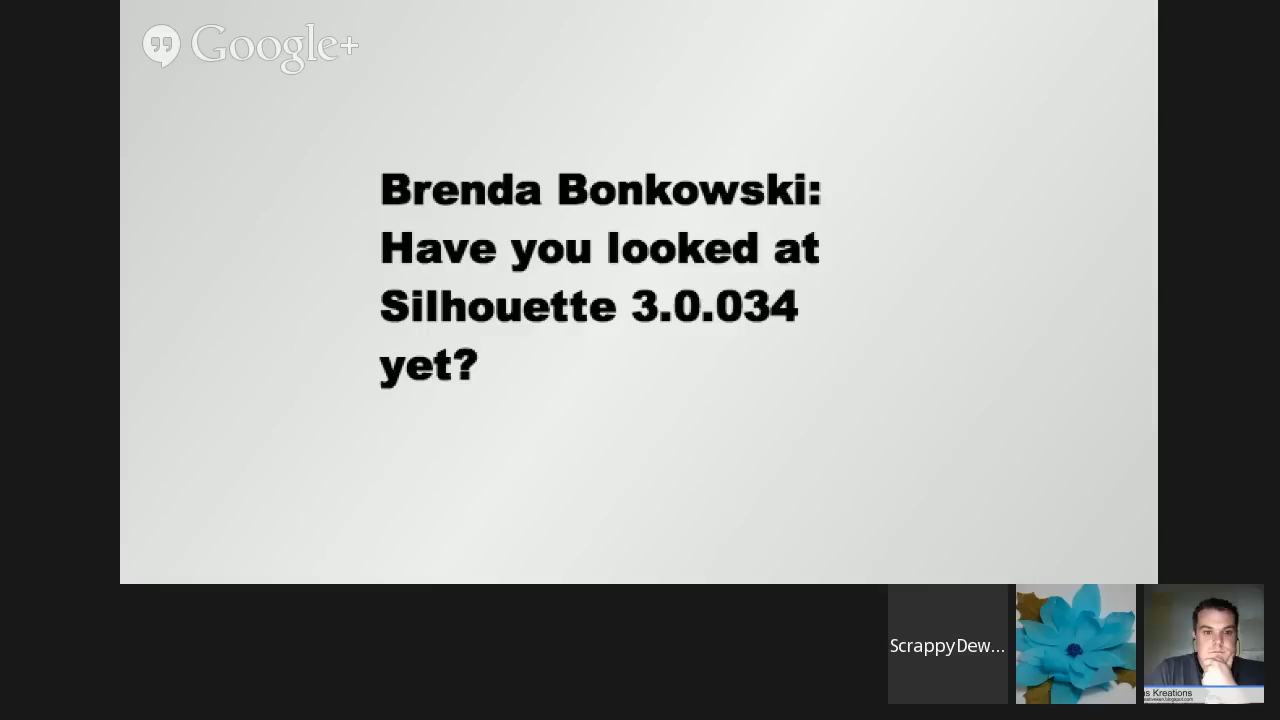 Google+
Brenda Bonkowski:
Have you looked at
Silhouette 3.0.034
yet?
ScrappyDew...
s Kreations